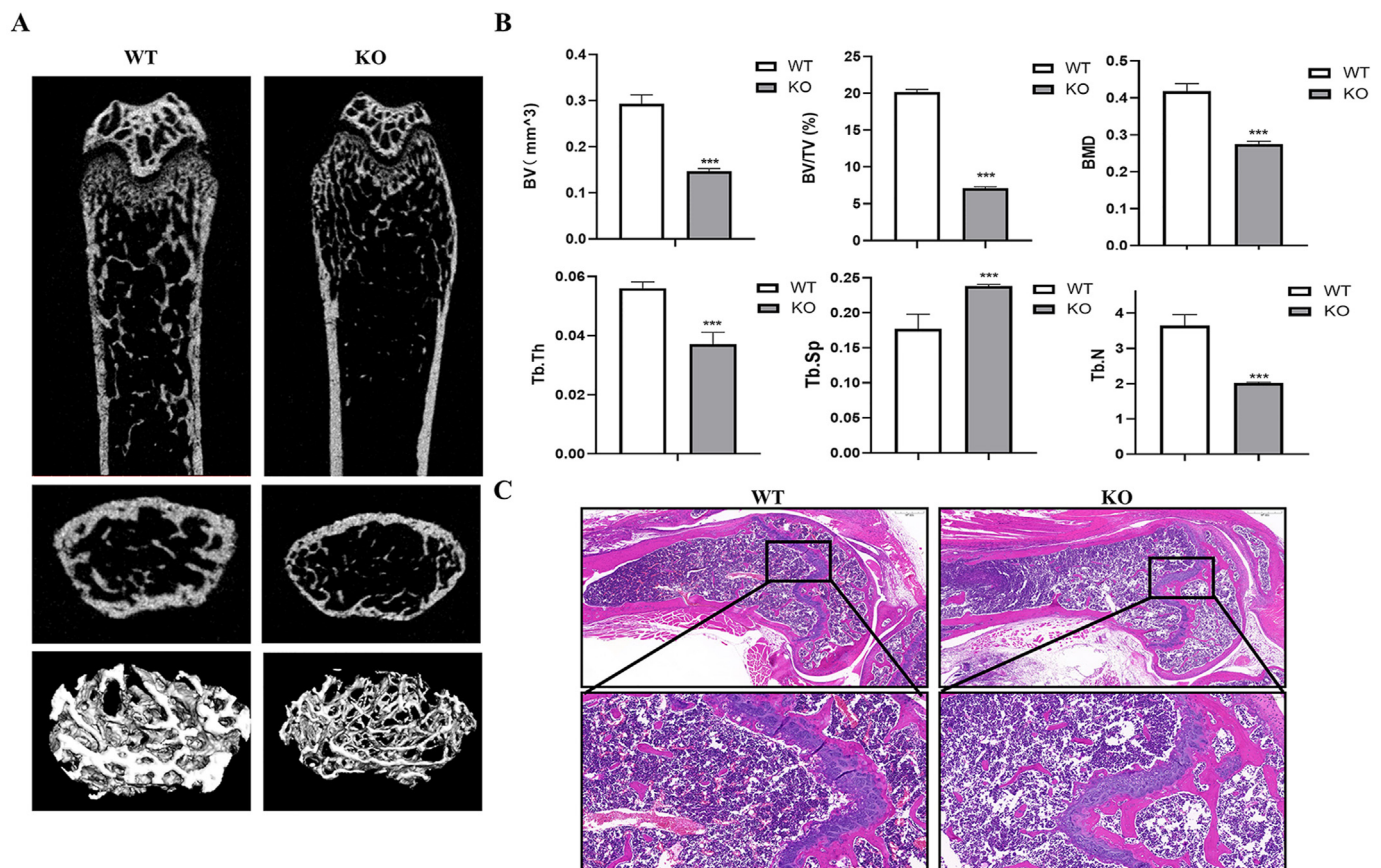 A
B
WT
KO
0.4
0.3
0.2
0.1
0.0
BV( mm^3)
***
WT
KO
25
20
15
10
5
0
BV/TV (%)
***
WT
KO
0.5
0.4
0.3
0.2
0.1
0.0
BMD
***
WT
KO
0.06
0.04
0.02
0.00
Tb.Th
***
WT
KO
0.25
0.20
0.15
0.10
0.05
0.00
Tb.Sp
***
WT
KO
4
3
2
1
0
Tb.N
***
WT
KO
C
WT
KO